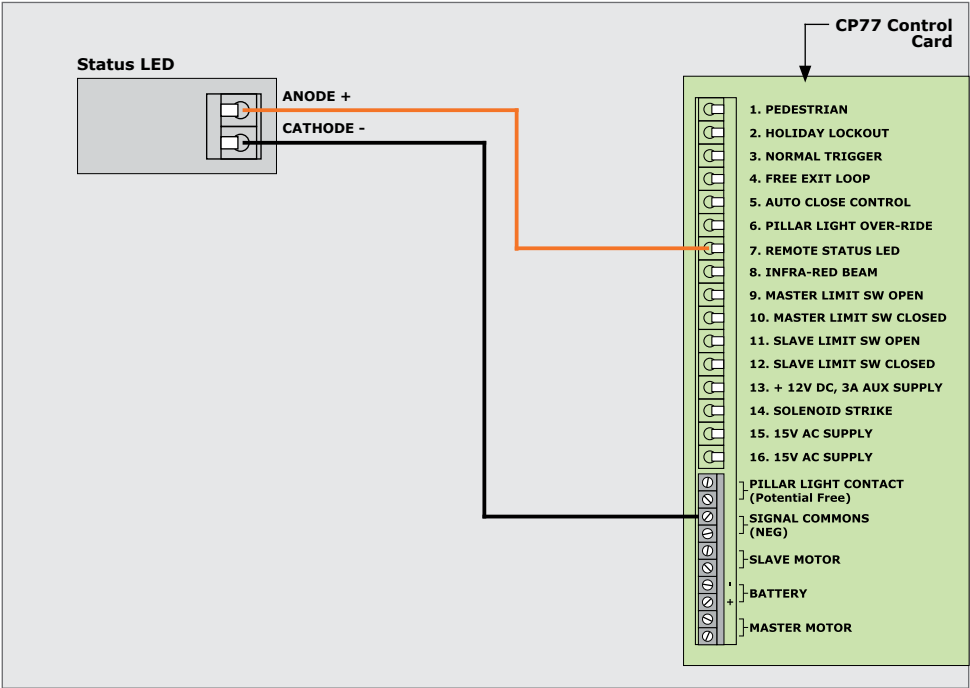 CP77 Control
Card
Status LED
ANODE +
CATHODE -
1. PEDESTRIAN
2. HOLIDAY LOCKOUT
3. NORMAL TRIGGER
4. FREE EXIT LOOP
5. AUTO CLOSE CONTROL
6. PILLAR LIGHT OVER-RIDE
7. REMOTE STATUS LED
8. INFRA-RED BEAM
9. MASTER LIMIT SW OPEN
10. MASTER LIMIT SW CLOSED
11. SLAVE LIMIT SW OPEN
12. SLAVE LIMIT SW CLOSED
13. + 12V DC, 3A AUX SUPPLY
14. SOLENOID STRIKE
15. 15V AC SUPPLY
16. 15V AC SUPPLY
PILLAR LIGHT CONTACT
(Potential Free)
SIGNAL COMMONS
(NEG)
SLAVE MOTOR
-
BATTERY
+
MASTER MOTOR